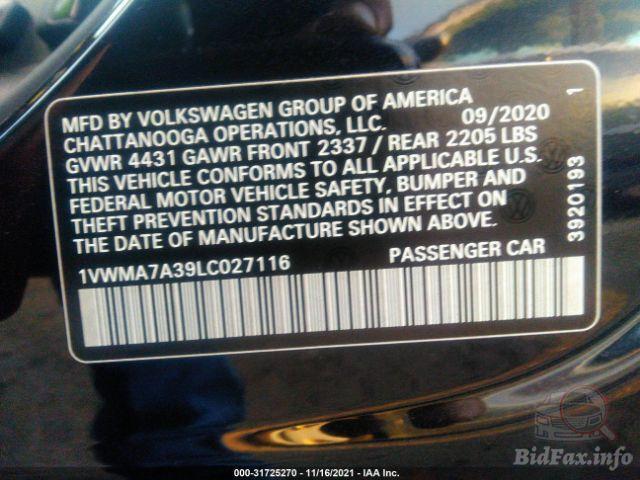 MFD BY VOLKSWAGEN GROUP OF AMERICA
CHATTANOOGA OPERATIONS, LLC. 09/2020 1
GVWR 4431 GAWR FRONT 2337 / REAR 2205 LBS
THIS VEHICLE CONFORMS TO ALL APPLICABLE U.S.
FEDERAL MOTOR VEHICLE SAFETY, BUMPER AND
THEFT PREVENTION STANDARDS IN EFFECT ON
THE DATE OF MANUFACTURE SHOWN ABOVE.
3920193
1VWMA7A39LC027116 PASSENGER CAR
BidFax.info
000-31725270 - 11/16/2021 - IAA Inc.